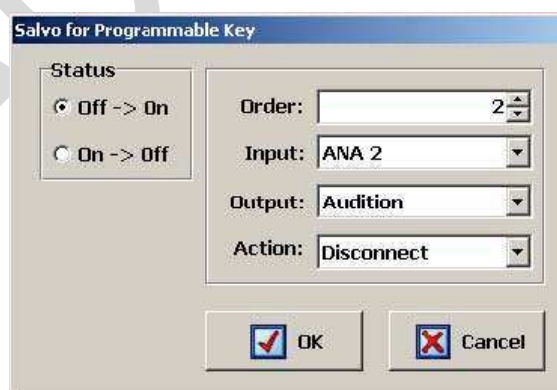 Salvo for Programmable Key
Status
Off -> On
On -> Off
Order: 2
Input: ANA 2
Output: Audition
Action: Disconnect
OK
Cancel